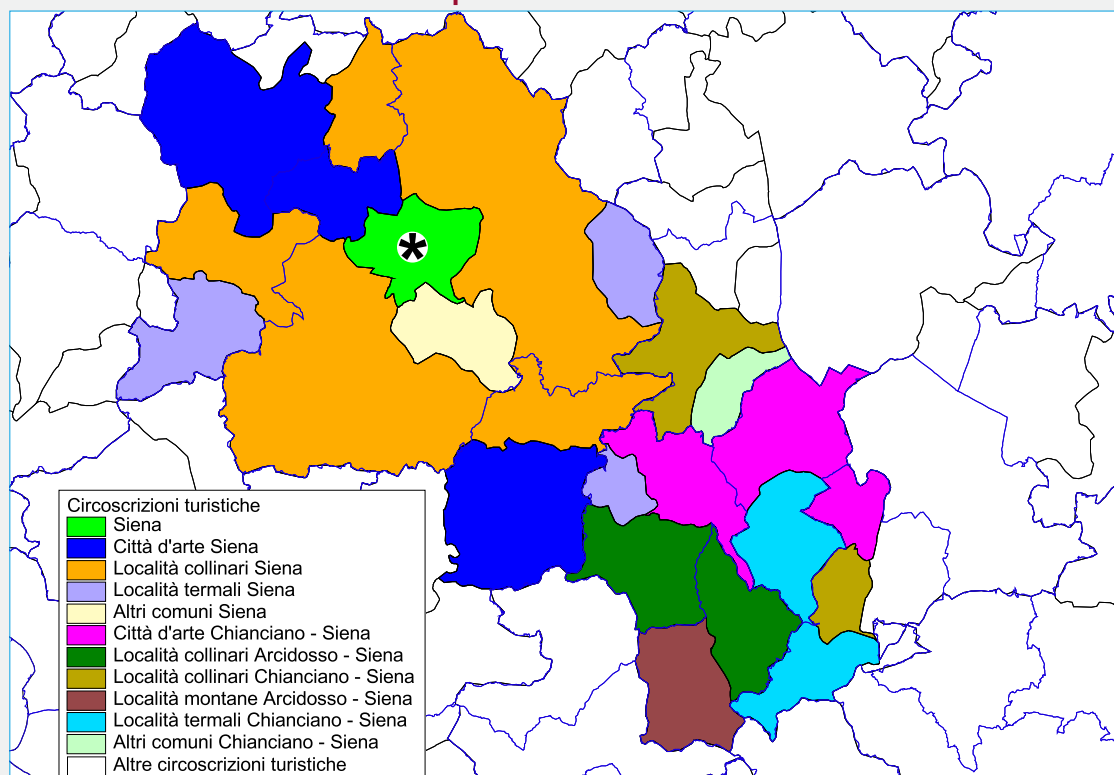 Circoscrizioni turistiche
Siena
Città d'arte Siena
Località collinari Siena
Località termali Siena
Altri comuni Siena
Città d'arte Chianciano - Siena
Località collinari Arcidosso - Siena
Località collinari Chianciano - Siena
Località montane Arcidosso - Siena
Località termali Chianciano - Siena
Altri comuni Chianciano - Siena
Altre circoscrizioni turistiche